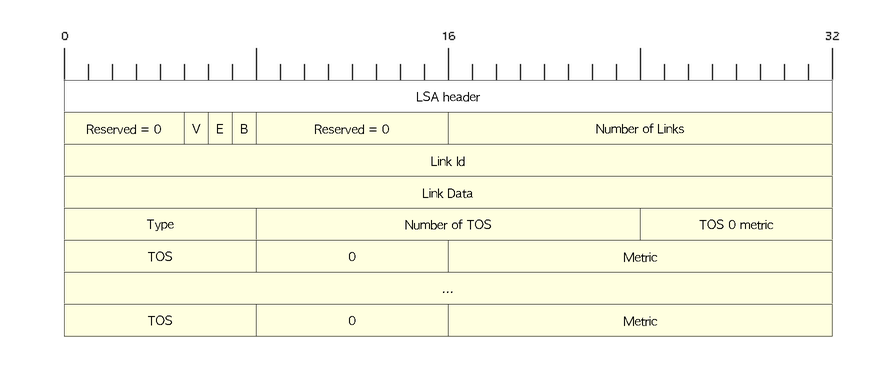 0 16 32
LSA header
Reserved = 0 V E B Reserved = 0 Number of Links
Link Id
Link Data
Type Number of TOS TOS 0 metric
TOS 0 Metric
...
TOS 0 Metric